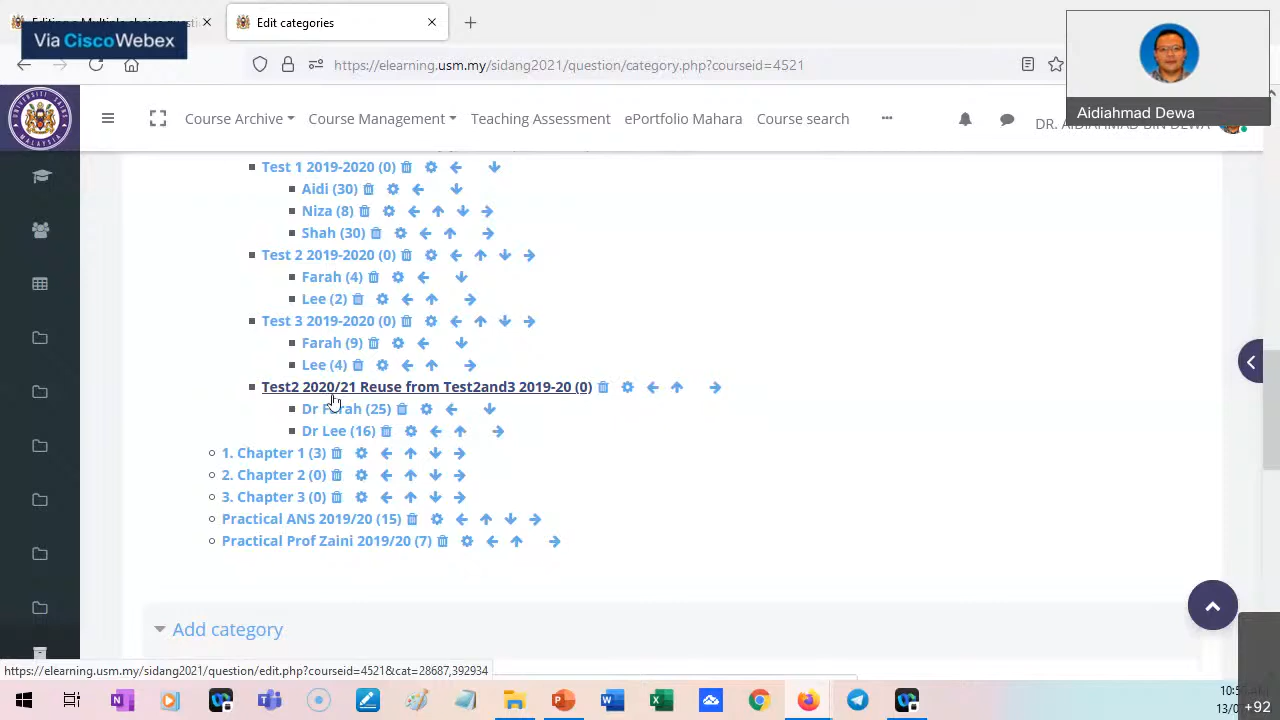 Edit categories
Via CiscoWebex
https://elearning.usm.my/sidang2021/question/category.php?courseid=4521
Aidiahmad Dewa
Course Archive
Course Management
Teaching Assessment
ePortfolio Mahara
Course search
Test 1 2019-2020 (0)
Aidi (30)
Niza (8)
Shah (30)
Test 2 2019-2020 (0)
Farah (4)
Lee (2)
Test 3 2019-2020 (0)
Farah (9)
Lee (4)
Test2 2020/21 Reuse from Test2and3 2019-20 (0)
Dr Farah (25)
Dr Lee (16)
1. Chapter 1 (3)
2. Chapter 2 (0)
3. Chapter 3 (0)
Practical ANS 2019/20 (15)
Practical Prof Zaini 2019/20 (7)
Add category
https://elearning.usm.my/sidang2021/question/edit.php?courseid=4521&cat=28687,392934
+92